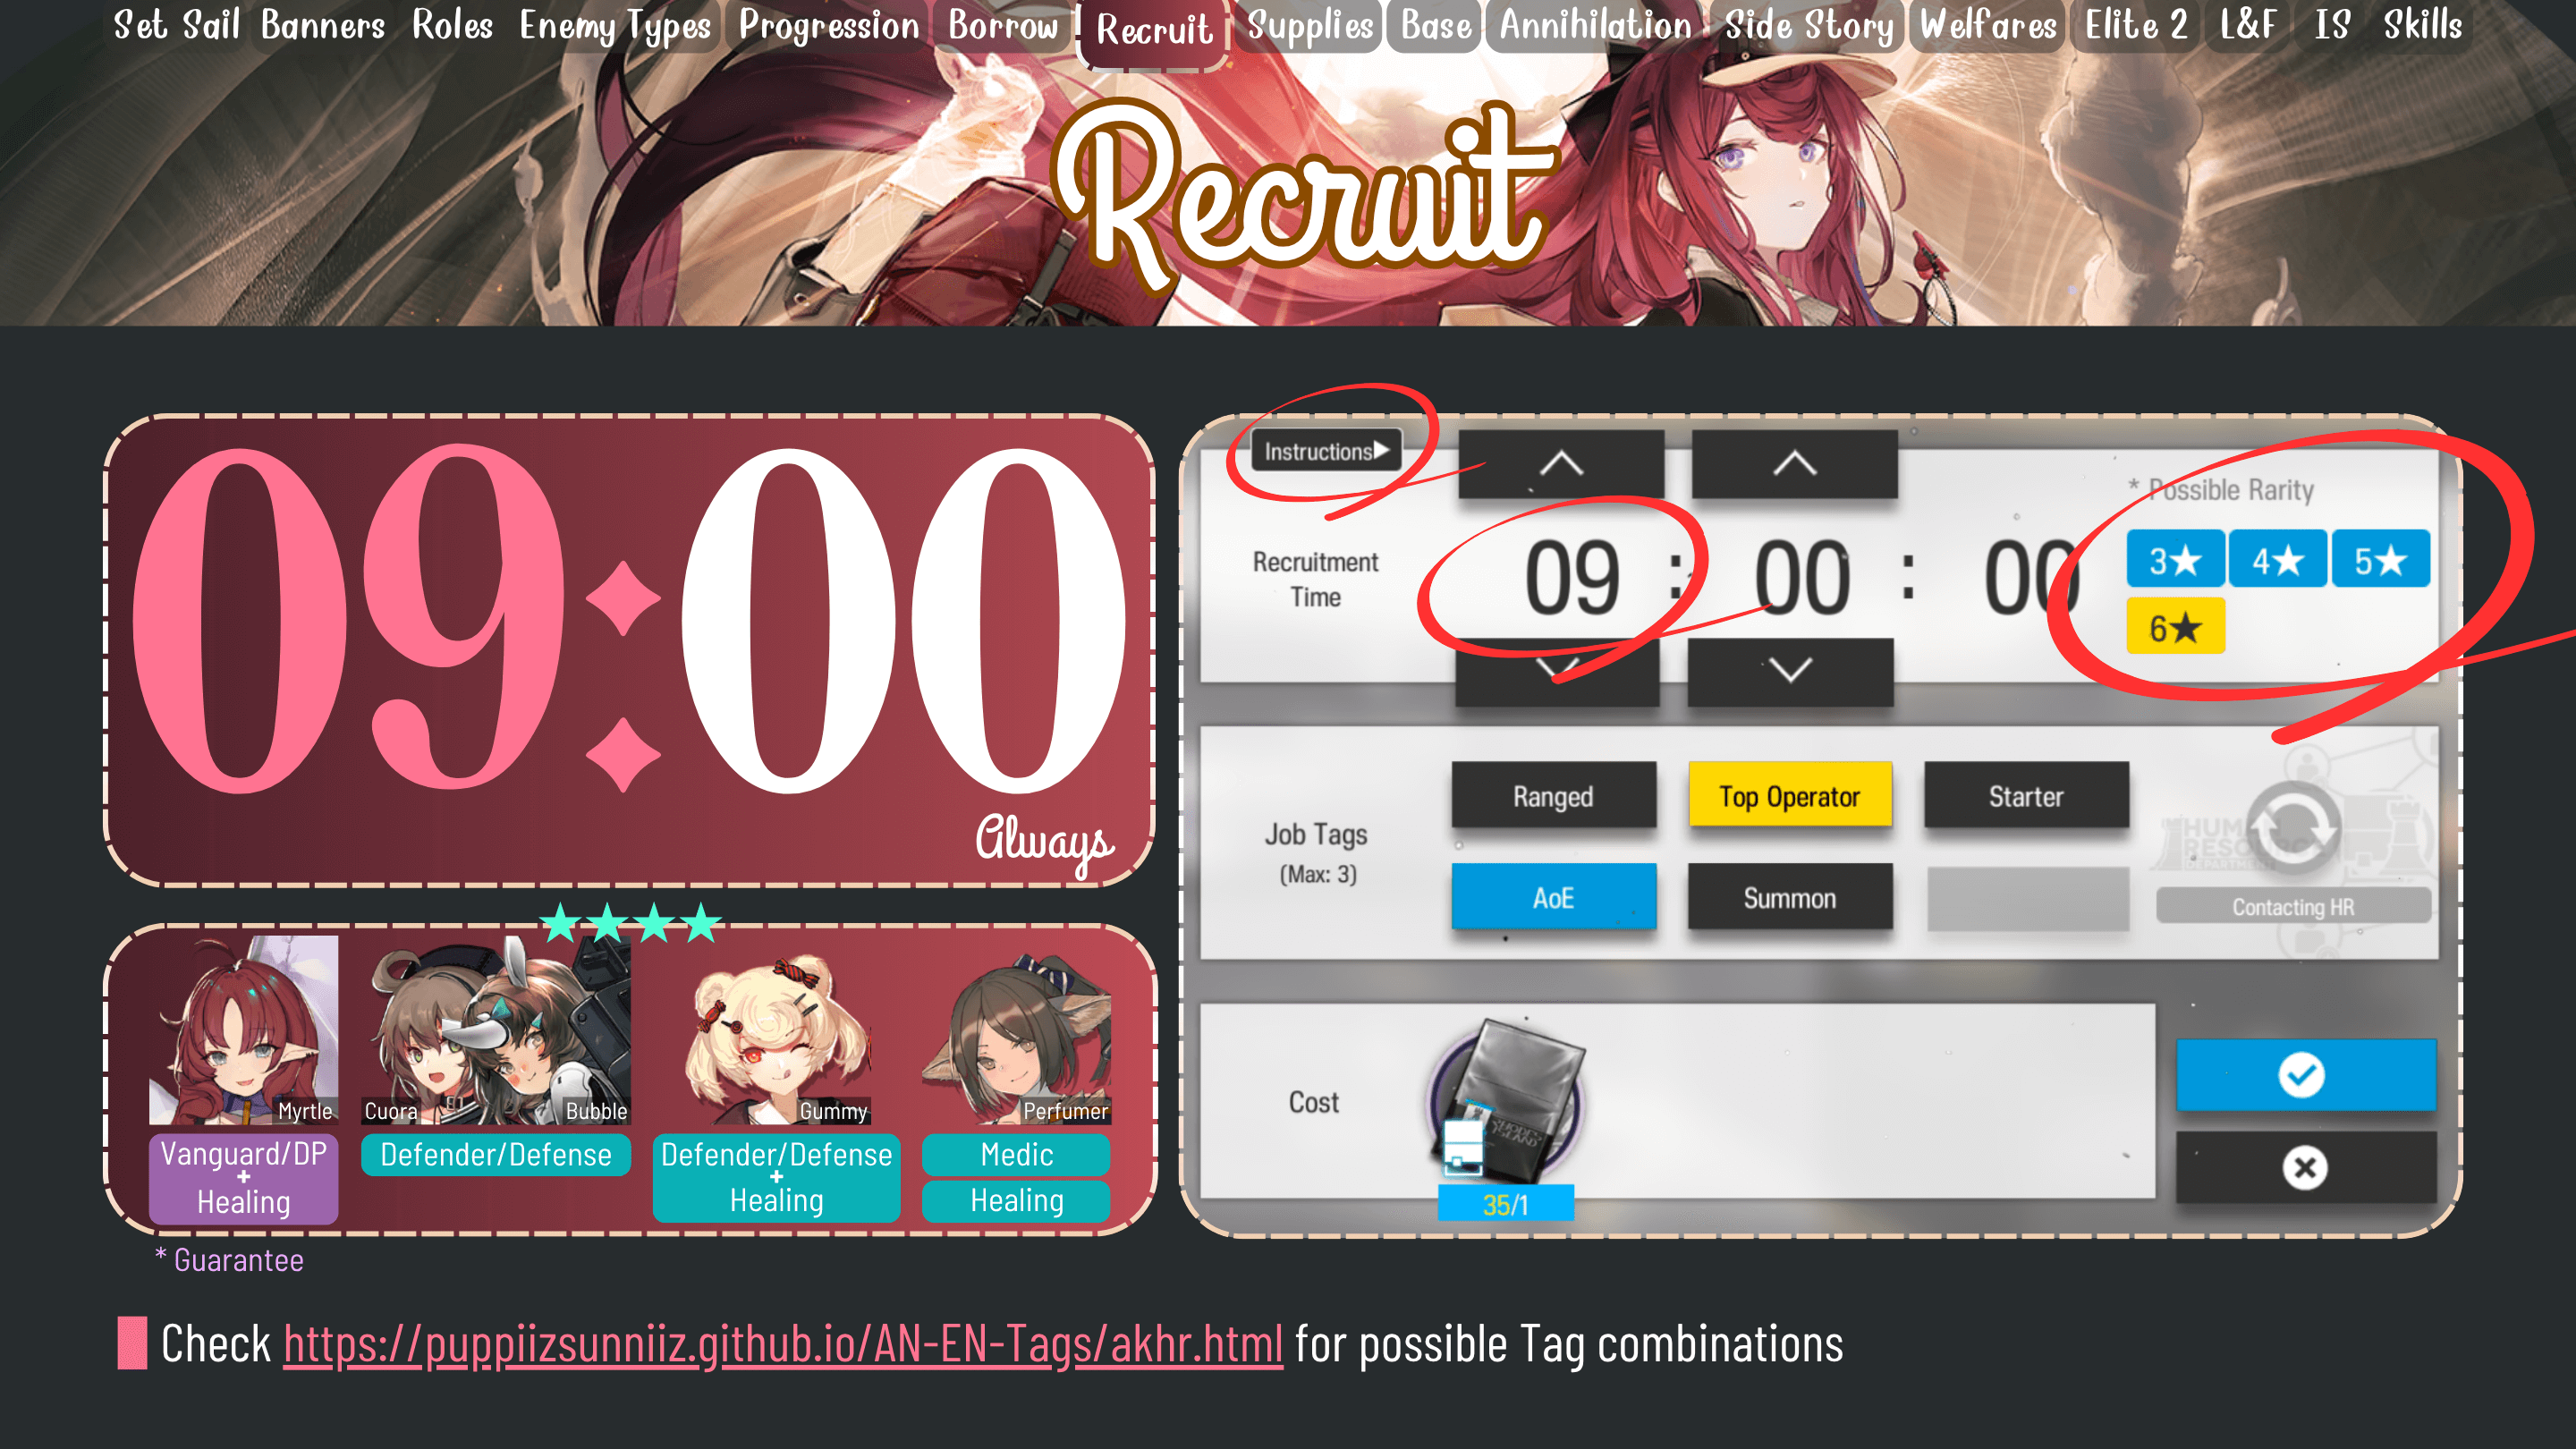 Set Sail Banners Roles Enemy Types Progression Borrow Recruit Supplies Base Annihilation Side Story Welfares Elite 2 L&F IS Skills
Recruit
09:00
Always
Myrtle
Vanguard/DP
+
Healing
Cuora
Bubble
Defender/Defense
Gummy
Defender/Defense
+
Healing
Perfumer
Medic
Healing
* Guarantee
Instructions
Recruitment
Time
09 : 00 : 00
* Possible Rarity
3★ 4★ 5★
6★
Job Tags
(Max: 3)
Ranged
Top Operator
Starter
AoE
Summon
Contacting HR
Cost
35/1
Check https://puppiizsunniiz.github.io/AN-EN-Tags/akhr.html for possible Tag combinations